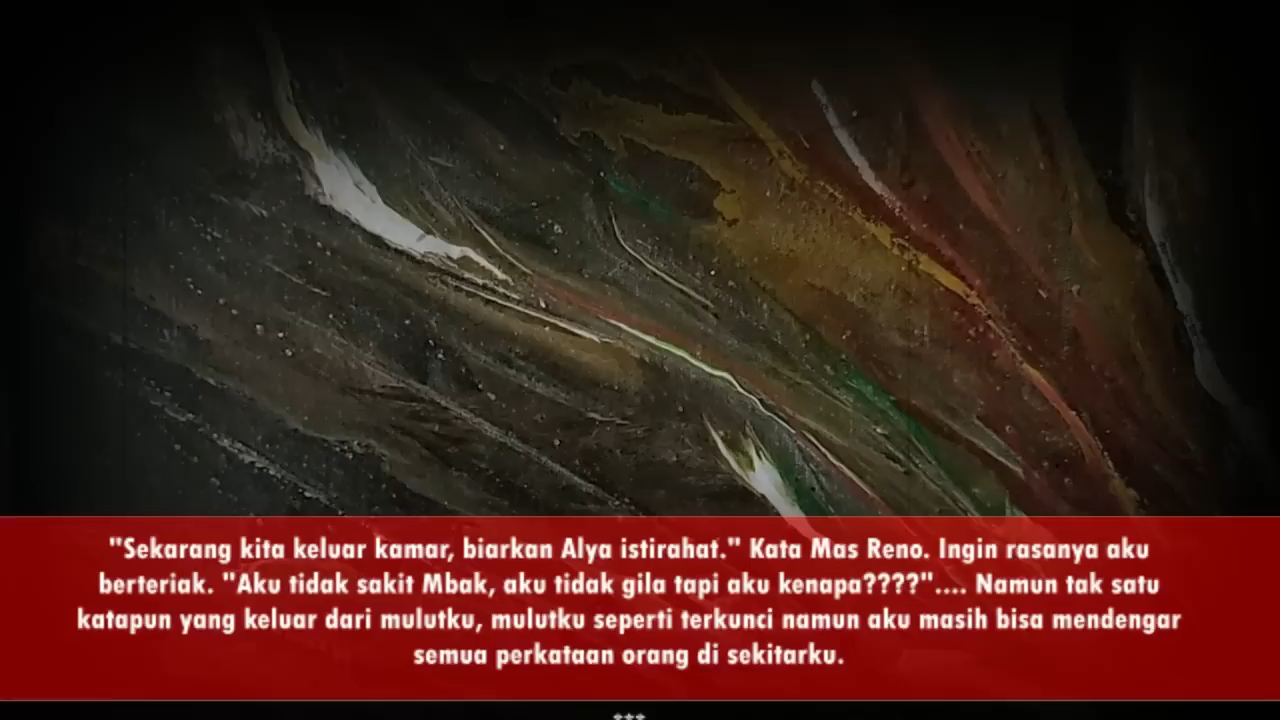 "Sekarang kita keluar kamar, biarkan Alya istirahat." Kata Mas Reno. Ingin rasanya aku
berteriak. "Aku tidak sakit Mbak, aku tidak gila tapi aku kenapa????".... Namun tak satu
katapun yang keluar dari mulutku, mulutku seperti terkunci namun aku masih bisa mendengar
semua perkataan orang di sekitarku.
***